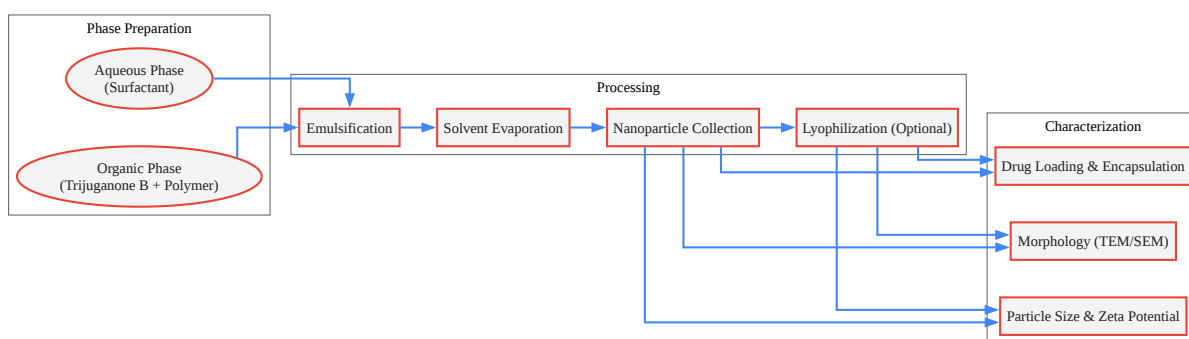 Phase Preparation
Aqueous Phase
(Surfactant)
Organic Phase
(Trijuganone B + Polymer)
Processing
Emulsification
Solvent Evaporation
Nanoparticle Collection
Lyophilization (Optional)
Characterization
Drug Loading & Encapsulation
Morphology (TEM/SEM)
Particle Size & Zeta Potential